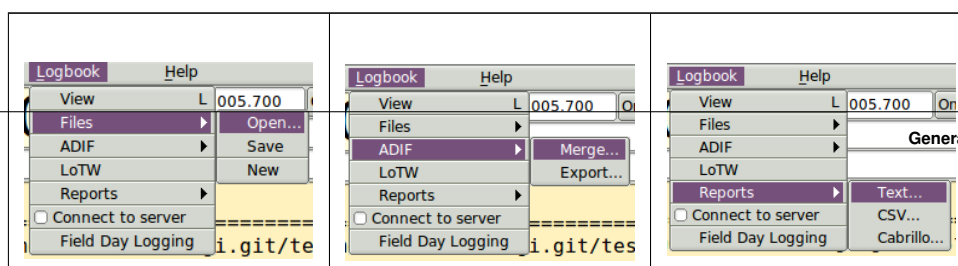 Logbook Help
View L
Files
ADIF
LoTW
Reports
Connect to server
Field Day Logging
Open...
Save
New
005.700
i.git/te
Logbook Help
View L
Files
ADIF
LoTW
Reports
Connect to server
Field Day Logging
Merge...
Export...
005.700 On
i.git/tes
Logbook Help
View L
Files
ADIF
LoTW
Reports
Connect to server
Field Day Logging
Text...
CSV...
Cabrillo...
005.700 On
Genera